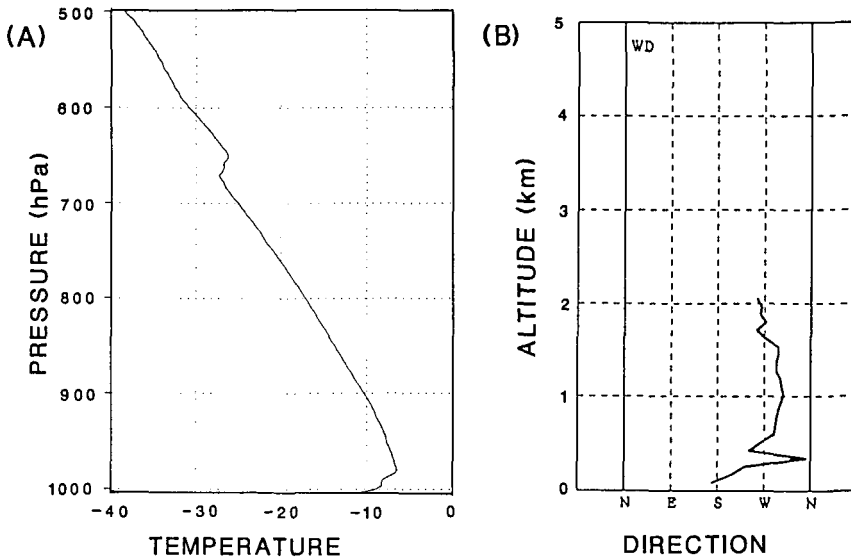 (A)
500
600
700
800
900
1000
PRESSURE (hPa)
-40
-30
-20
-10
0
TEMPERATURE
(B)
WD
5
4
3
2
1
0
ALTITUDE (km)
N
E
S
W
N
DIRECTION